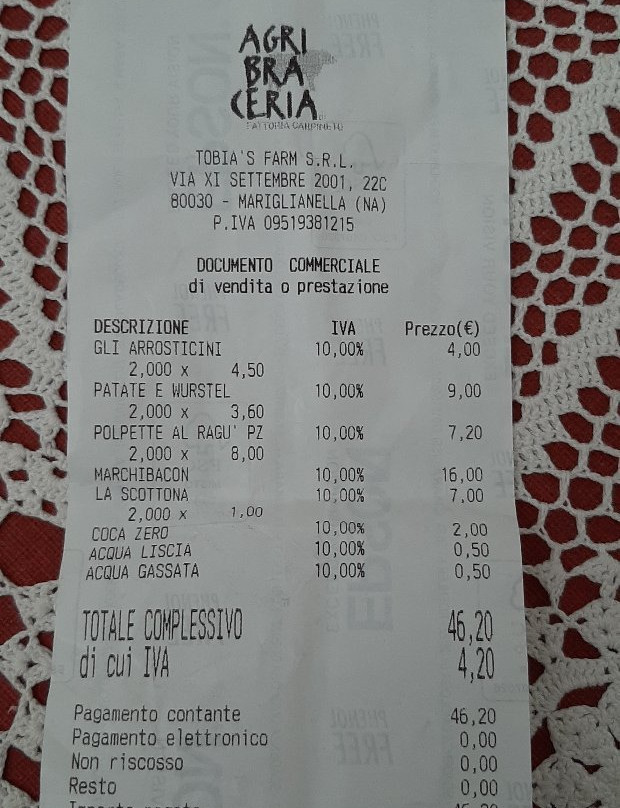 AGRI
BRA
CERIA
FATTORIA CARPINETO
TOBIA'S FARM S.R.L.
VIA XI SETTEMBRE 2001, 22C
80030 - MARIGLIANELLA (NA)
P.IVA 09519381215
DOCUMENTO COMMERCIALE
di vendita o prestazione
DESCRIZIONE IVA Prezzo(€)
GLI ARROSTICINI 10,00% 4,00
2,000 x 4,50
PATATE E WURSTEL 10,00% 9,00
2,000 x 3,60
POLPETTE AL RAGU' PZ 10,00% 7,20
2,000 x 8,00
MARCHIBACON 10,00% 16,00
LA SCOTTONA 10,00% 7,00
2,000 x 1,00
COCA ZERO 10,00% 2,00
ACQUA LISCIA 10,00% 0,50
ACQUA GASSATA 10,00% 0,50
TOTALE COMPLESSIVO 46,20
di cui IVA 4,20
Pagamento contante 46,20
Pagamento elettronico 0,00
Non riscosso 0,00
Resto 0,00